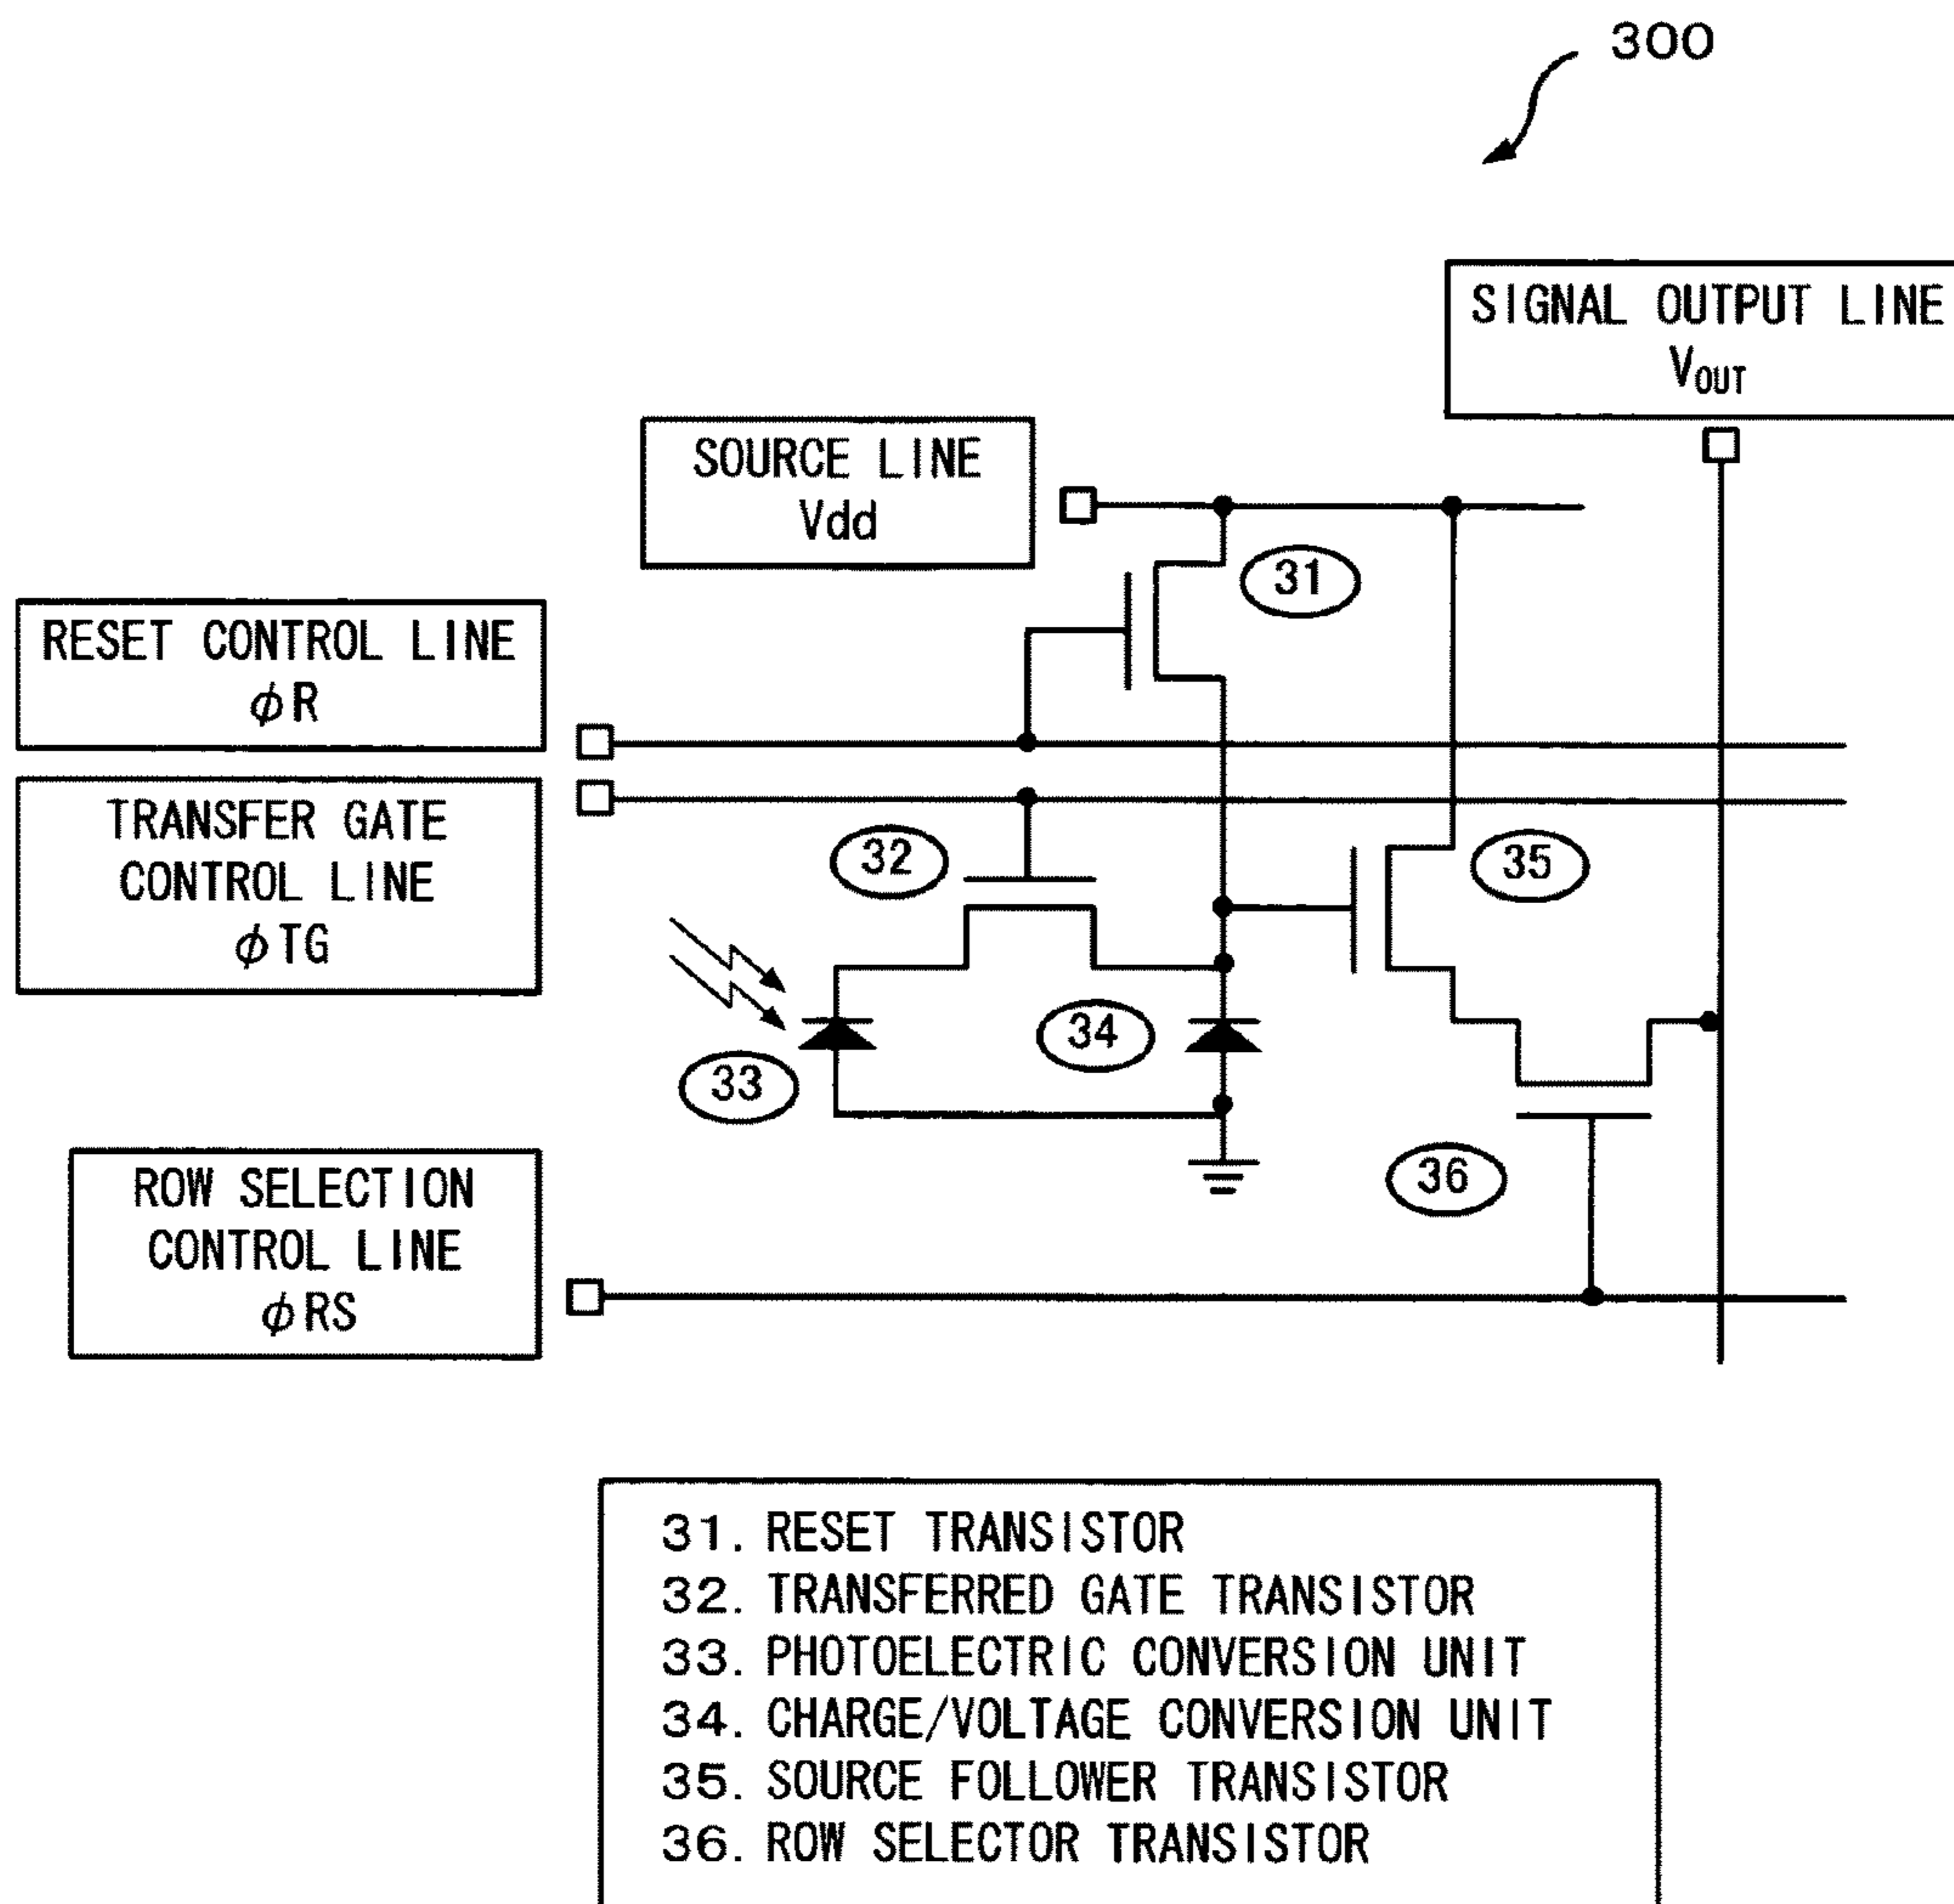 300
SIGNAL OUTPUT LINE
VOUT
SOURCE LINE
Vdd
31
RESET CONTROL LINE
φR
TRANSFER GATE
CONTROL LINE
φTG
32
35
34
33
36
ROW SELECTION
CONTROL LINE
φRS
31. RESET TRANSISTOR
32. TRANSFERRED GATE TRANSISTOR
33. PHOTOELECTRIC CONVERSION UNIT
34. CHARGE/VOLTAGE CONVERSION UNIT
35. SOURCE FOLLOWER TRANSISTOR
36. ROW SELECTOR TRANSISTOR